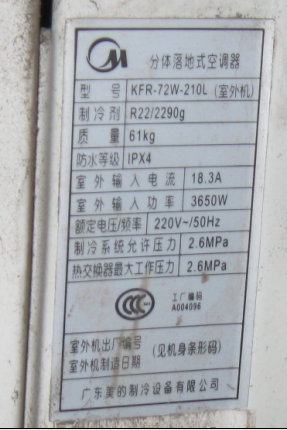 分体落地式空调器
型号 KFR-72W-210L (室外机)
制冷剂 R22/2290g
质量 61kg
防水等级 IPX4
室外输入电流 18.3A
室外输入功率 3650W
额定电压/频率 220V~/50Hz
制冷系统允许压力 2.6MPa
热交换器最大工作压力 2.6MPa
工厂编码
A004096
室外机出厂编号
室外机制造日期
(见机身条形码)
广东美的制冷设备有限公司